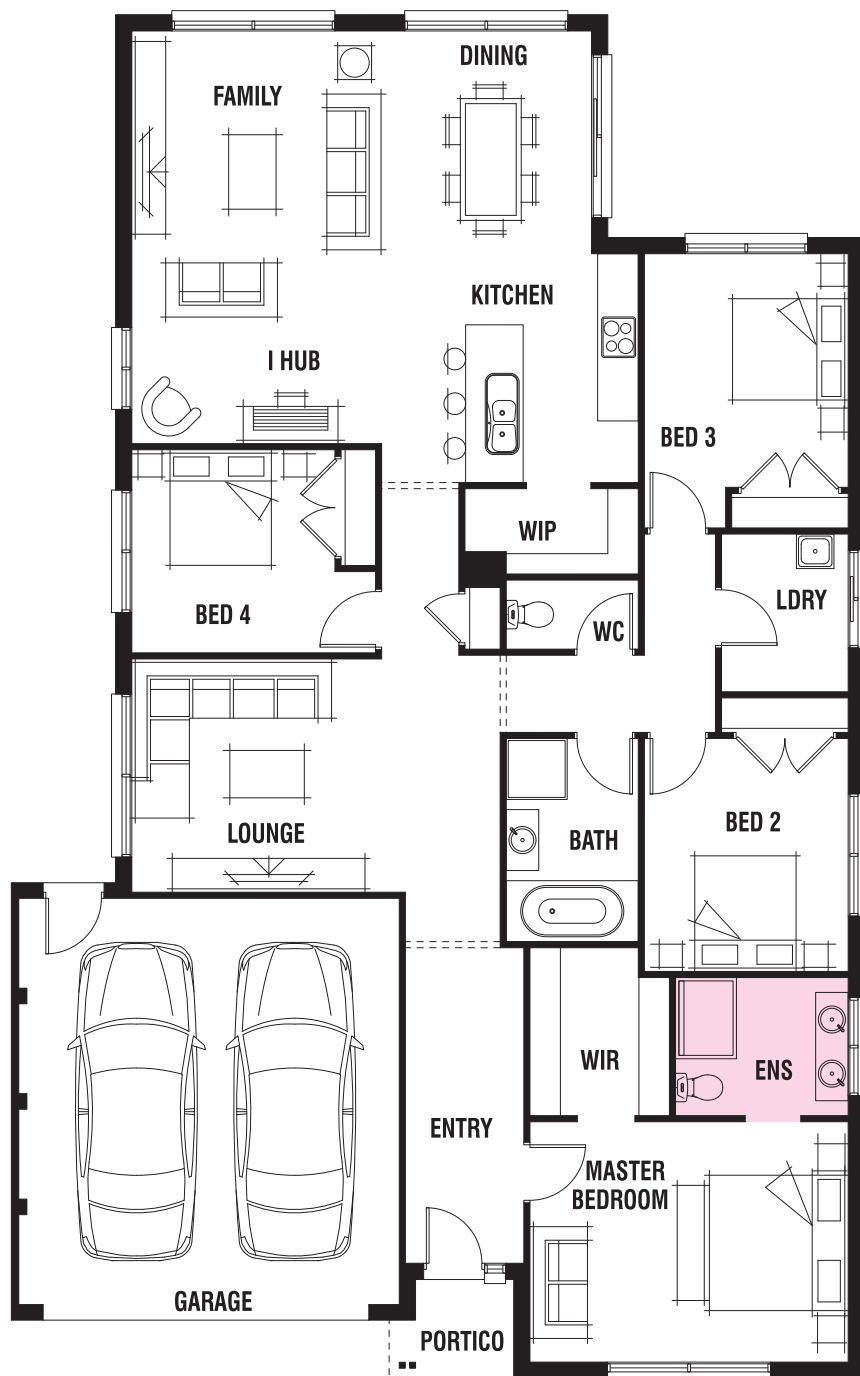 DINING
FAMILY
KITCHEN
I HUB
BED 3
WIP
LDRY
BED 4
WC
BED 2
LOUNGE
BATH
WIR
ENS
ENTRY
MASTER
BEDROOM
GARAGE
PORTICO